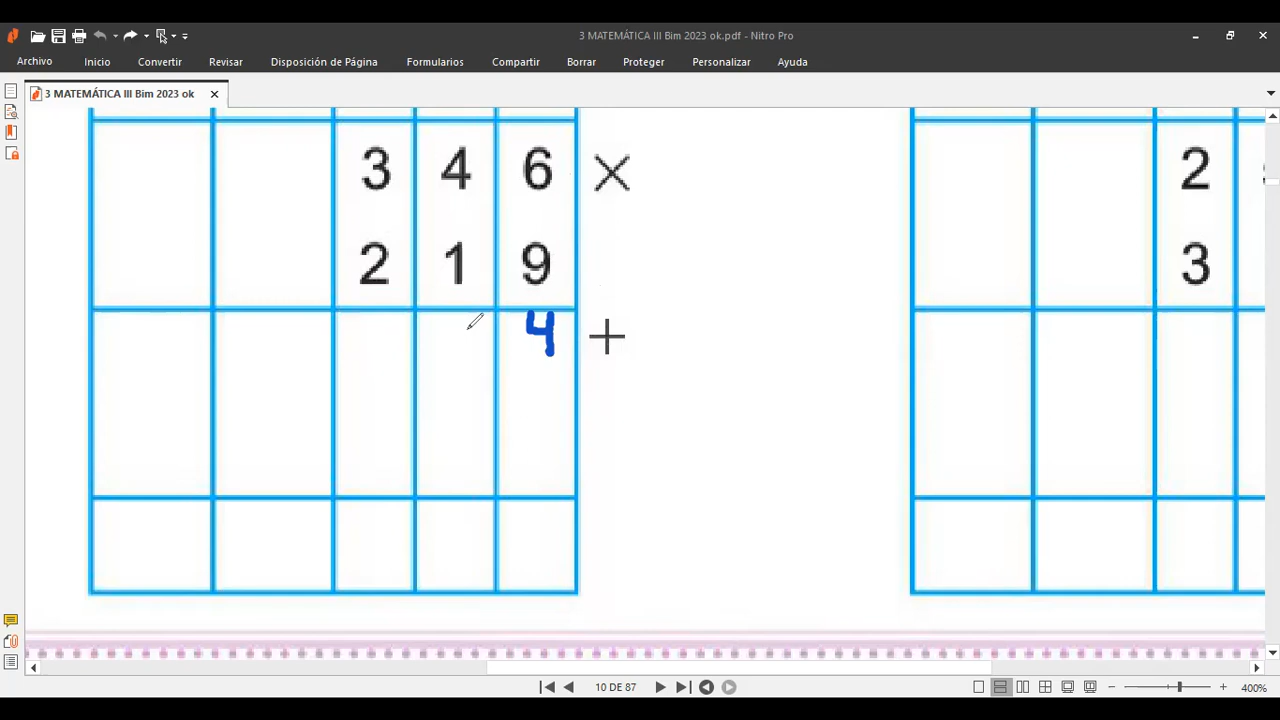 3 MATEMÁTICA III Bim 2023 ok.pdf - Nitro Pro
Archivo Inicio Convertir Revisar Disposición de Página Formularios Compartir Borrar Proteger Personalizar Ayuda
3 MATEMÁTICA III Bim 2023 ok
3 4 6 ×
2 1 9
4 +
2
3
10 DE 87
400%